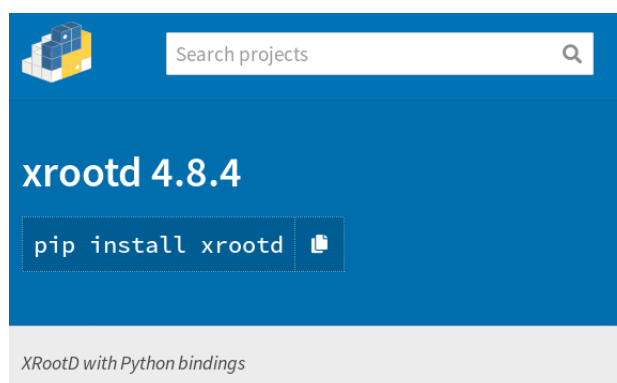 Search projects
xrootd 4.8.4
pip install xrootd
XRootD with Python bindings